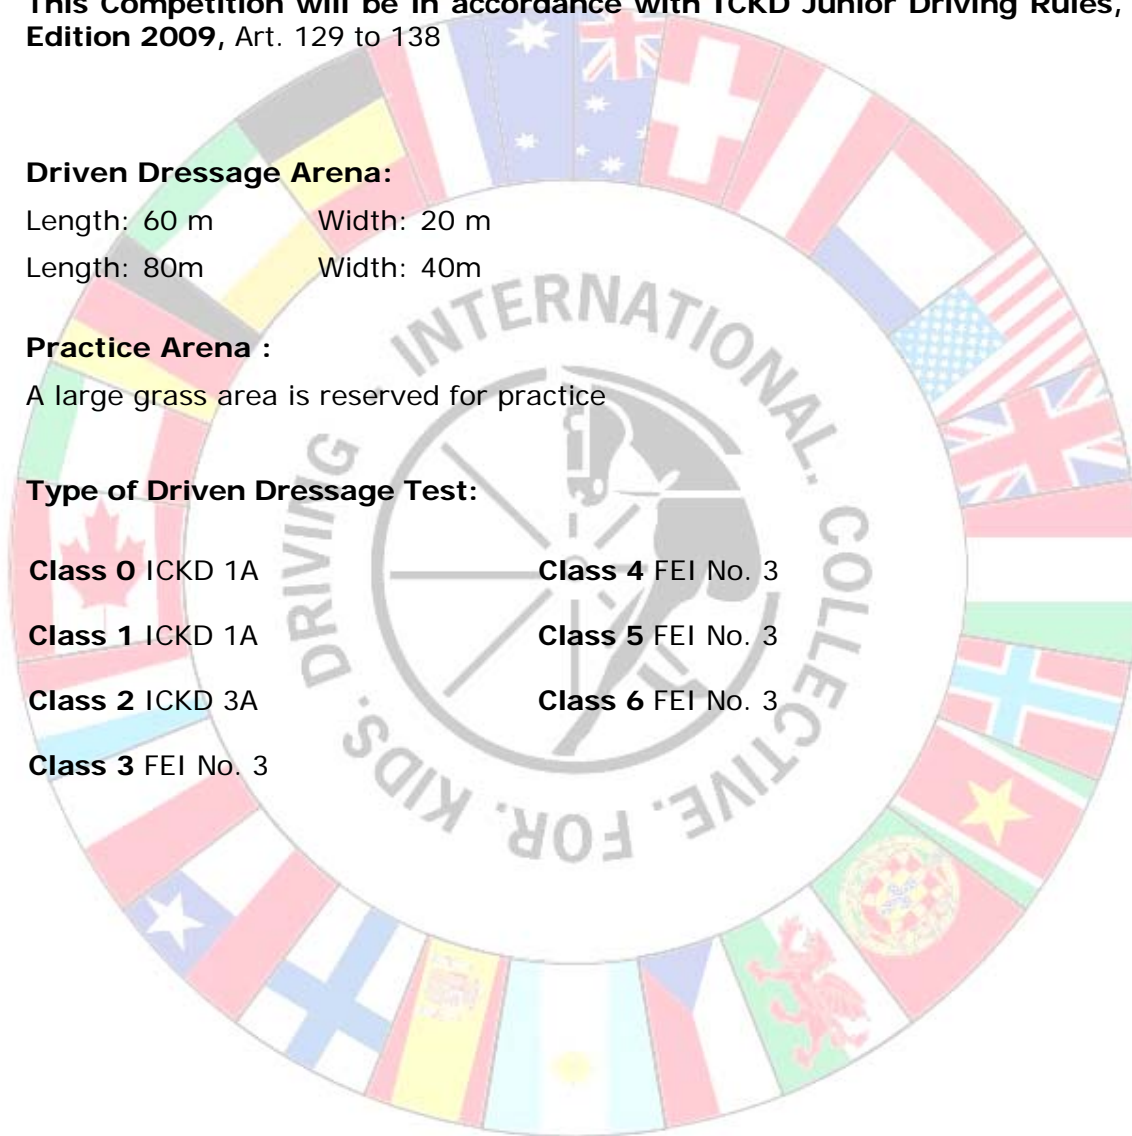 This Competition will be in accordance with ICKD Junior Driving Rules,
Edition 2009, Art. 129 to 138
Driven Dressage Arena:
Length: 60 m Width: 20 m
Length: 80m Width: 40m
Practice Arena :
A large grass area is reserved for practice
Type of Driven Dressage Test:
Class 0 ICKD 1A Class 4 FEI No. 3
Class 1 ICKD 1A Class 5 FEI No. 3
Class 2 ICKD 3A Class 6 FEI No. 3
Class 3 FEI No. 3
INTERNATIONAL. COLLECTIVE. FOR. KIDS. DRIVING.